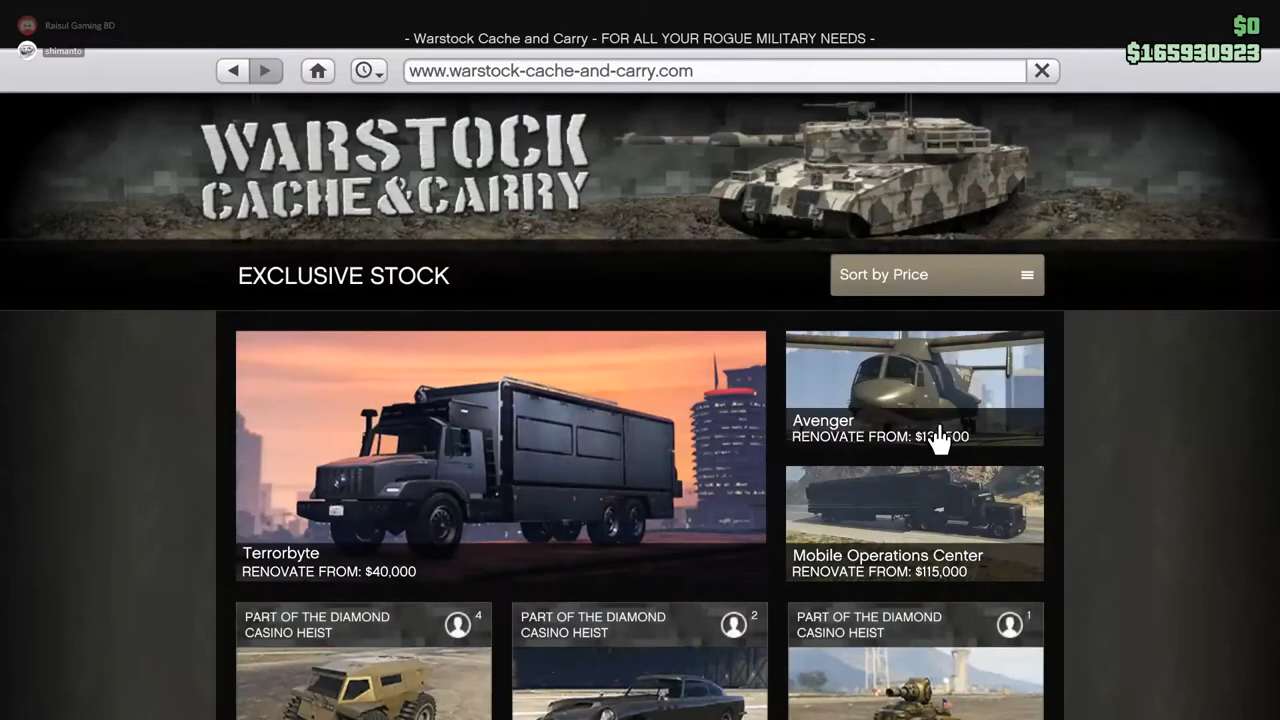 Raisul Gaming BD
shimanto
$0
$165930923
- Warstock Cache and Carry - FOR ALL YOUR ROGUE MILITARY NEEDS -
www.warstock-cache-and-carry.com
WARSTOCK
CACHE & CARRY
EXCLUSIVE STOCK
Sort by Price
Terrorbyte
RENOVATE FROM: $40,000
Avenger
RENOVATE FROM:
Mobile Operations Center
RENOVATE FROM: $115,000
PART OF THE DIAMOND
CASINO HEIST
4
PART OF THE DIAMOND
CASINO HEIST
2
PART OF THE DIAMOND
CASINO HEIST
1